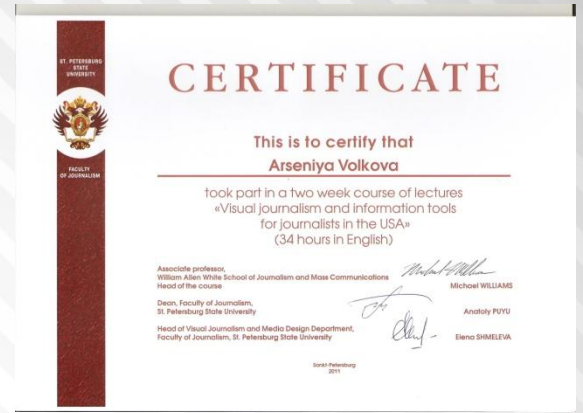 ST. PETERSBURG
STATE
UNIVERSITY
FACULTY
OF JOURNALISM
CERTIFICATE
This is to certify that
Arseniya Volkova
took part in a two week course of lectures
«Visual journalism and information tools
for journalists in the USA»
(34 hours in English)
Associate professor,
William Allen White School of Journalism and Mass Communications
Head of the course
Michael WILLIAMS
Dean, Faculty of Journalism,
St. Petersburg State University
Anatoly PUYU
Head of Visual Journalism and Media Design Department,
Faculty of Journalism, St. Petersburg State University
Elena SHMELEVA
Sankt-Petersburg
2011